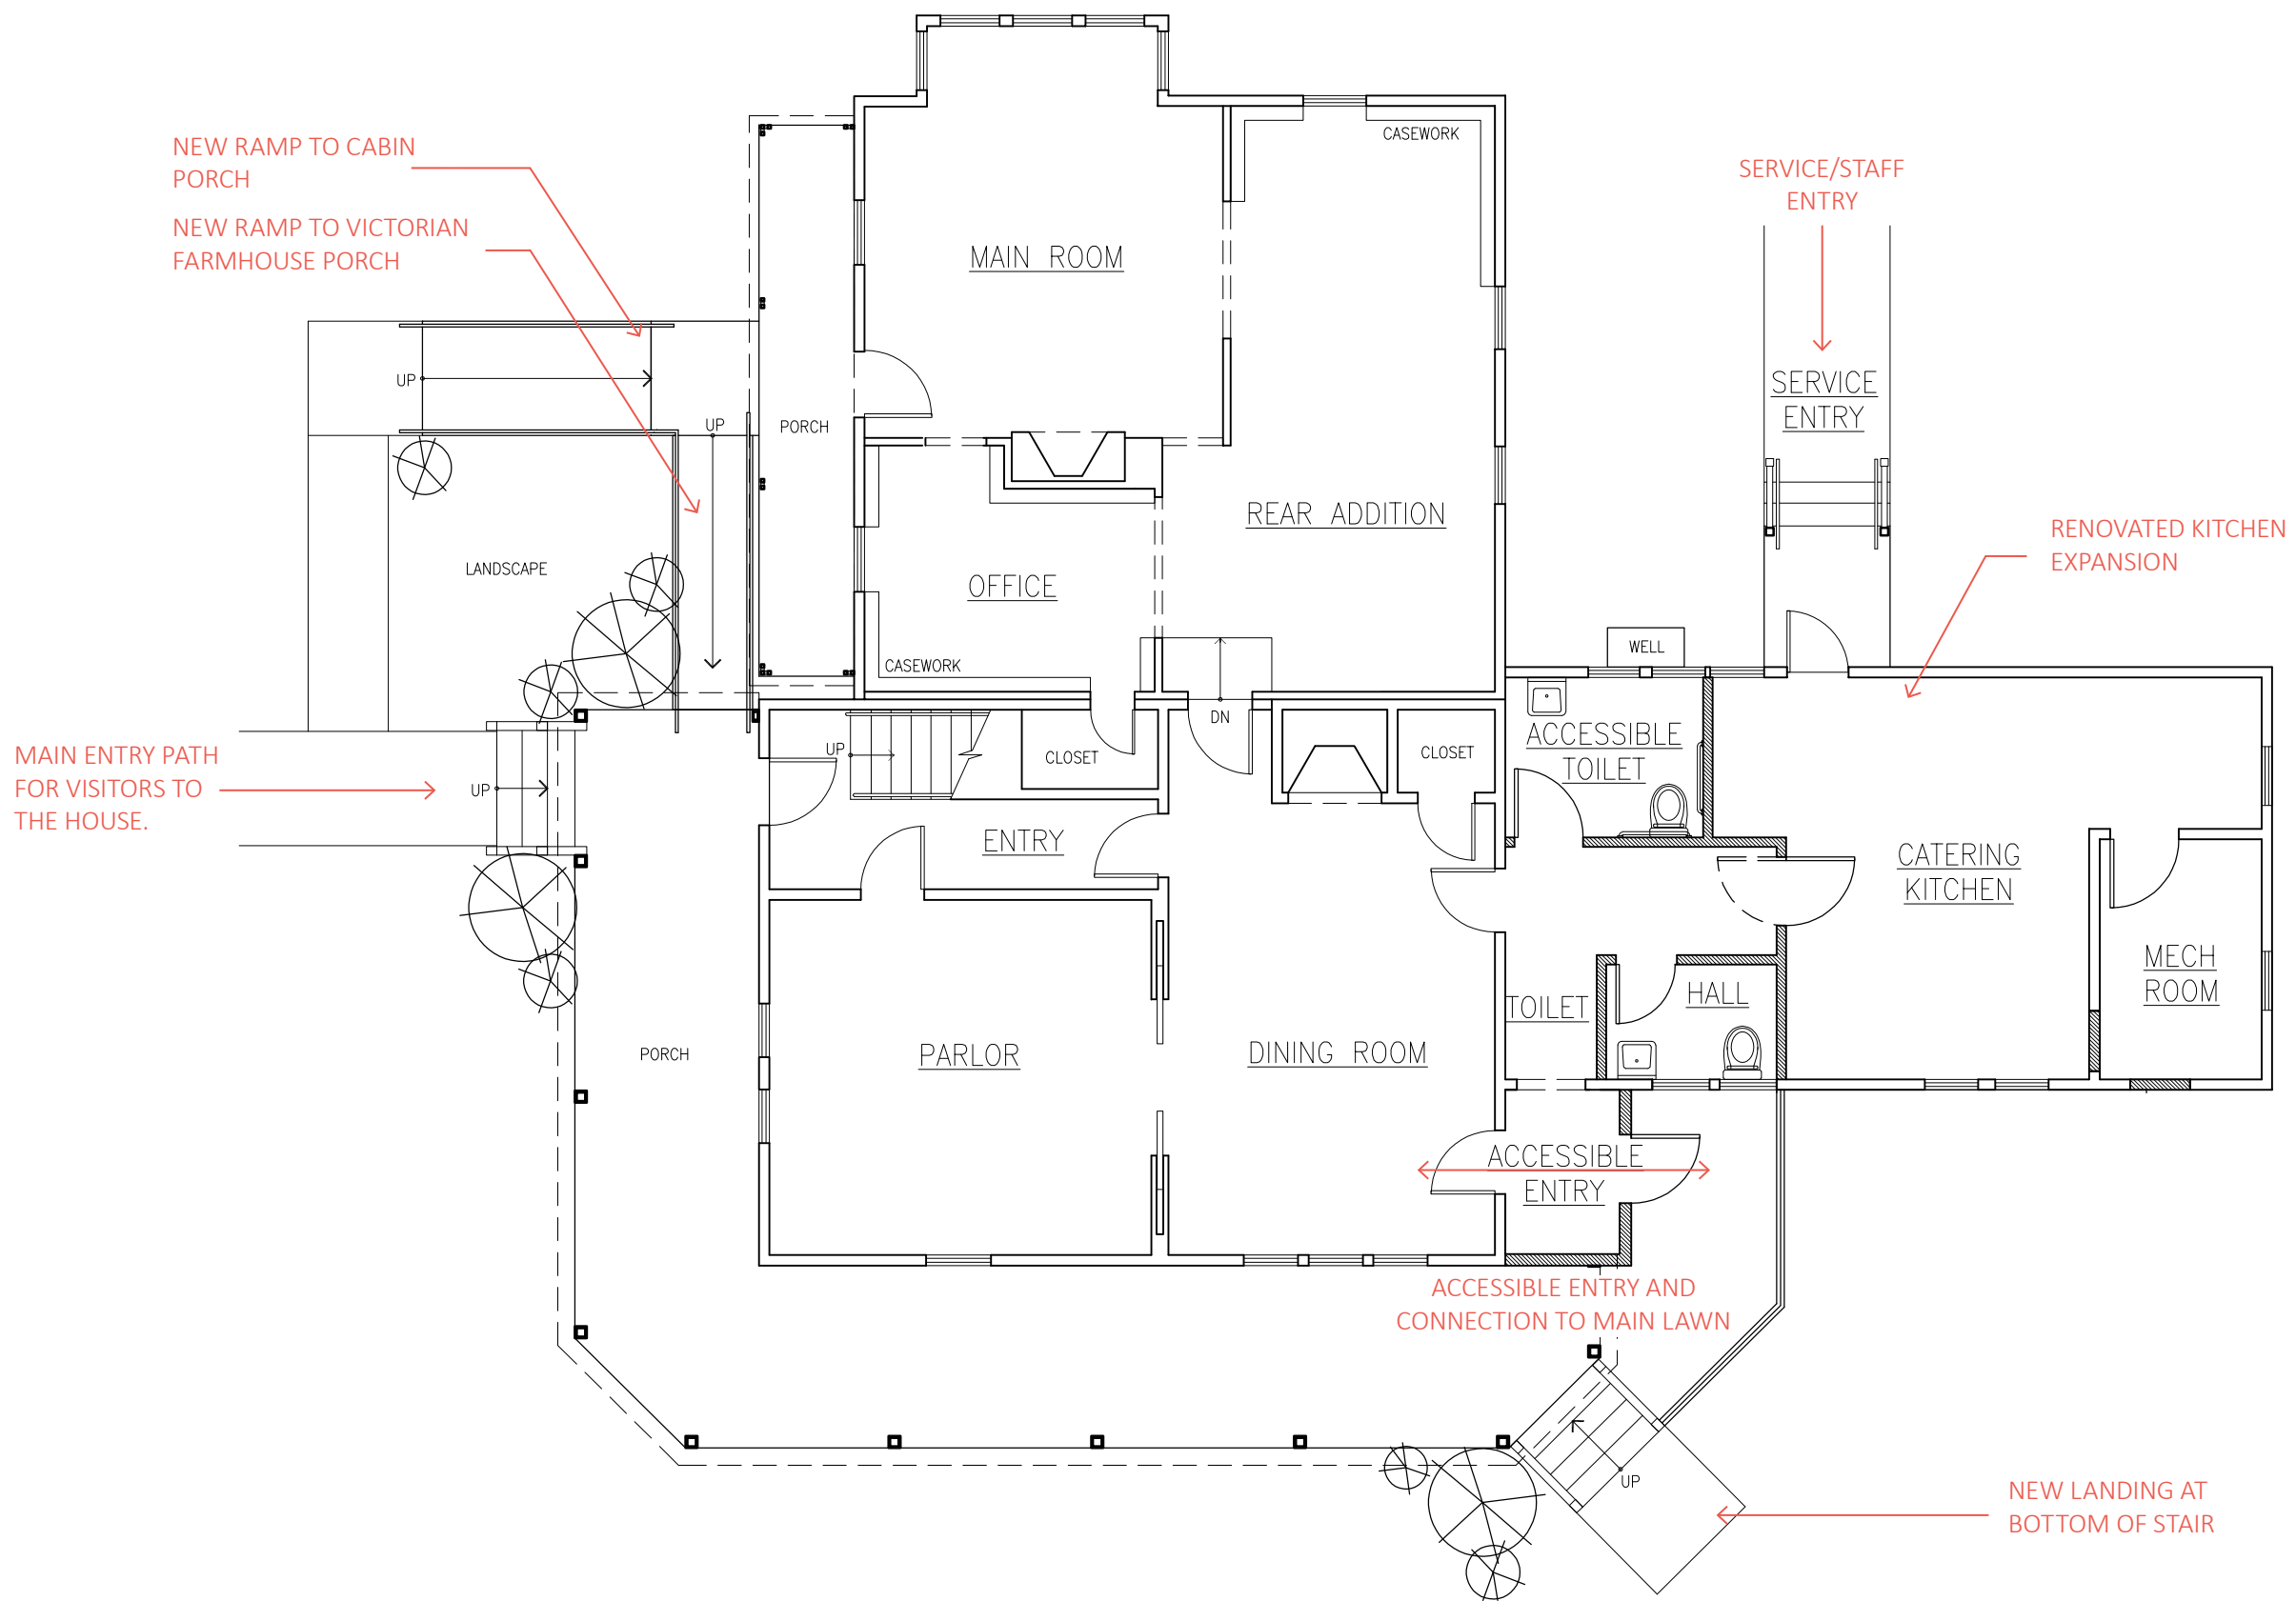 NEW RAMP TO CABIN
PORCH
NEW RAMP TO VICTORIAN
FARMHOUSE PORCH
CASEWORK
SERVICE/STAFF
ENTRY
MAIN ROOM
UP
UP
PORCH
SERVICE
ENTRY
REAR ADDITION
RENOVATED KITCHEN
EXPANSION
LANDSCAPE
OFFICE
CASEWORK
WELL
DN
MAIN ENTRY PATH
FOR VISITORS TO
THE HOUSE.
UP
UP
CLOSET
CLOSET
ACCESSIBLE
TOILET
ENTRY
CATERING
KITCHEN
MECH
ROOM
TOILET
HALL
PORCH
PARLOR
DINING ROOM
ACCESSIBLE
ENTRY
ACCESSIBLE ENTRY AND
CONNECTION TO MAIN LAWN
UP
NEW LANDING AT
BOTTOM OF STAIR